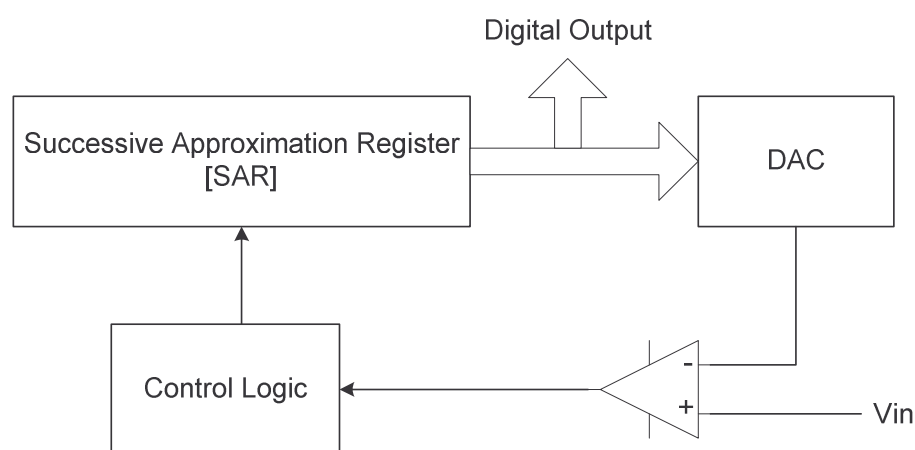 Digital Output
Successive Approximation Register
[SAR]
DAC
Control Logic
-
+
Vin